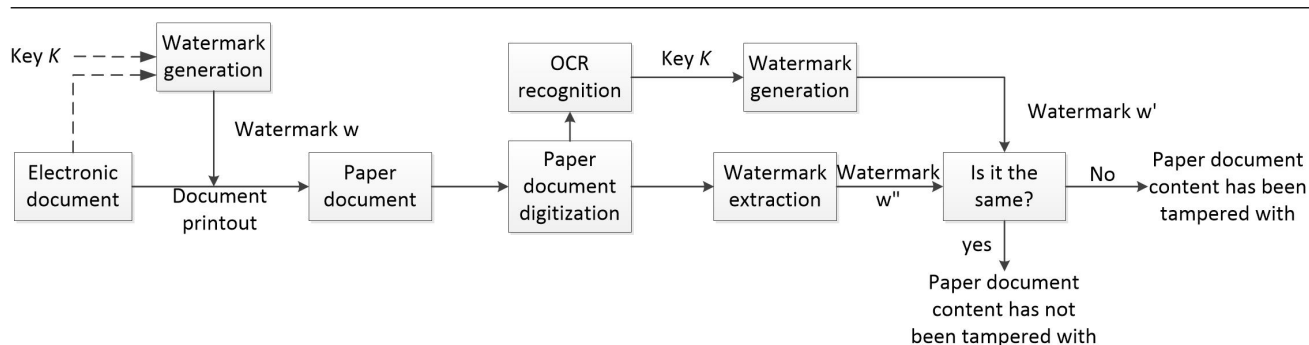 Key K
Watermark
generation
Watermark w
Electronic
document
Document
printout
Paper
document
OCR
recognition
Key K
Watermark
generation
Watermark w'
Paper
document
digitization
Watermark
extraction
Watermark
w"
Is it the
same?
No
Paper document
content has been
tampered with
yes
Paper document
content has not
been tampered with